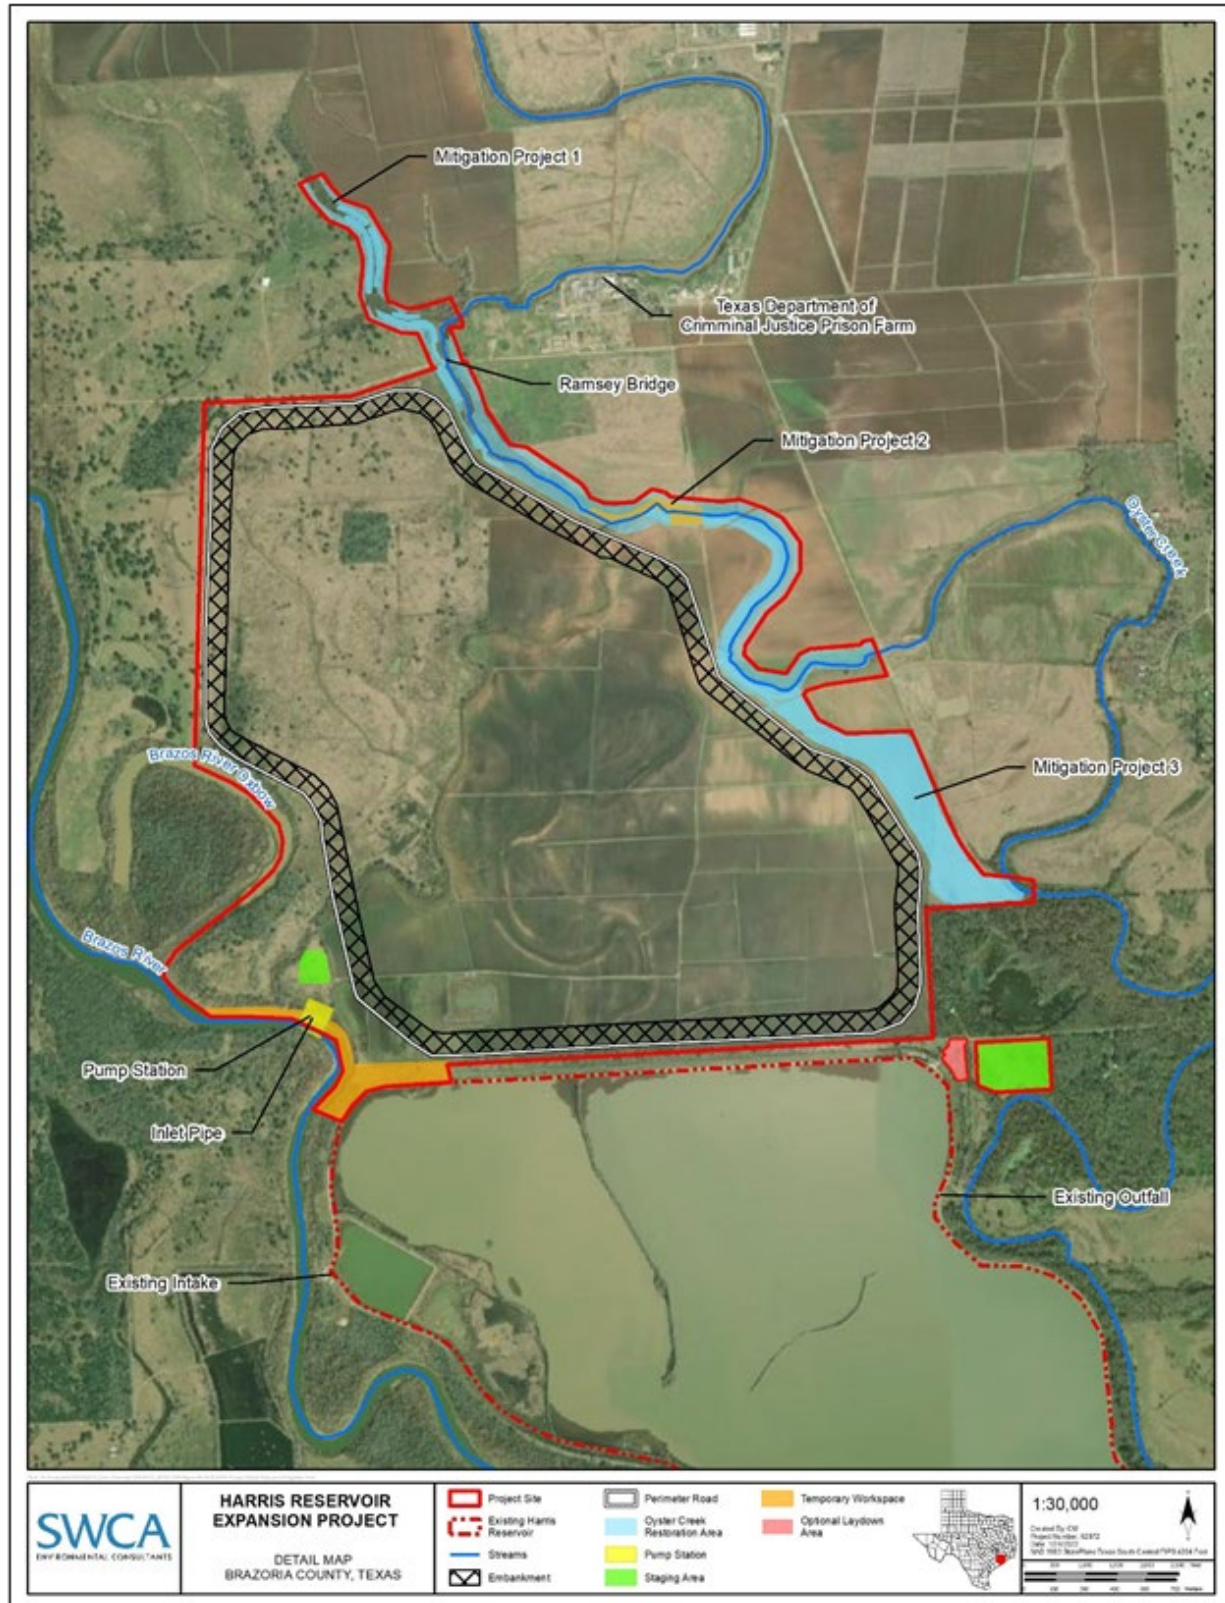 Mitigation Project 1
Texas Department of
Crimminal Justice Prison Farm
Ramsey Bridge
Mitigation Project 2
Oyster Creek
Brazos River Oxbow
Mitigation Project 3
Brazos River
Pump Station
Inlet Pipe
Existing Outfall
Existing Intake
SWCA
ENVIRONMENTAL CONSULTANTS
HARRIS RESERVOIR
EXPANSION PROJECT
DETAIL MAP
BRAZORIA COUNTY, TEXAS
Project Site
Existing Harris
Reservoir
Streams
Embankment
Perimeter Road
Oyster Creek
Restoration Area
Pump Station
Staging Area
Temporary Workspace
Optional Laydown
Area
1:30,000